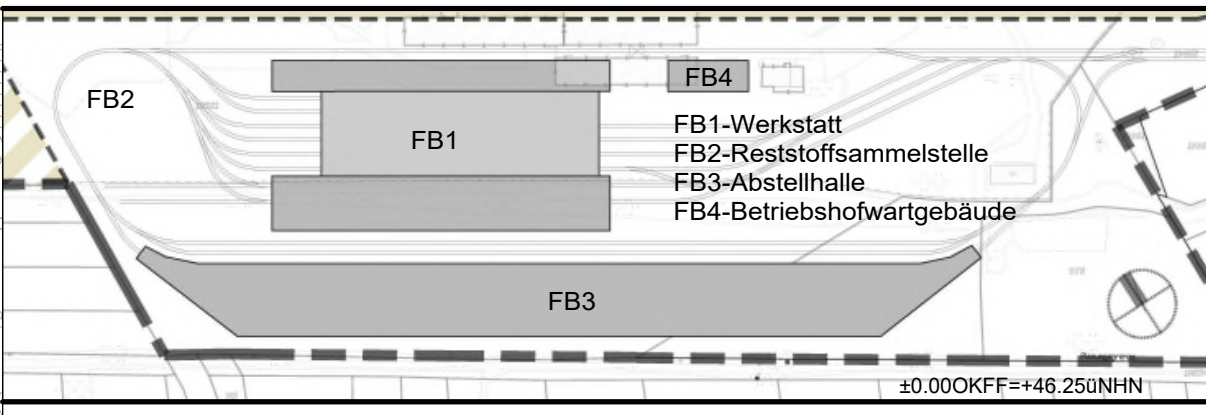 FB4
FB2
FB1-Werkstatt
FB1
FB2-Reststoffsammelstelle
FB3-Abstellhalle
FB4-Betriebshofwartgebäude
FB3
±0.00OKFF=+46.25üNHN